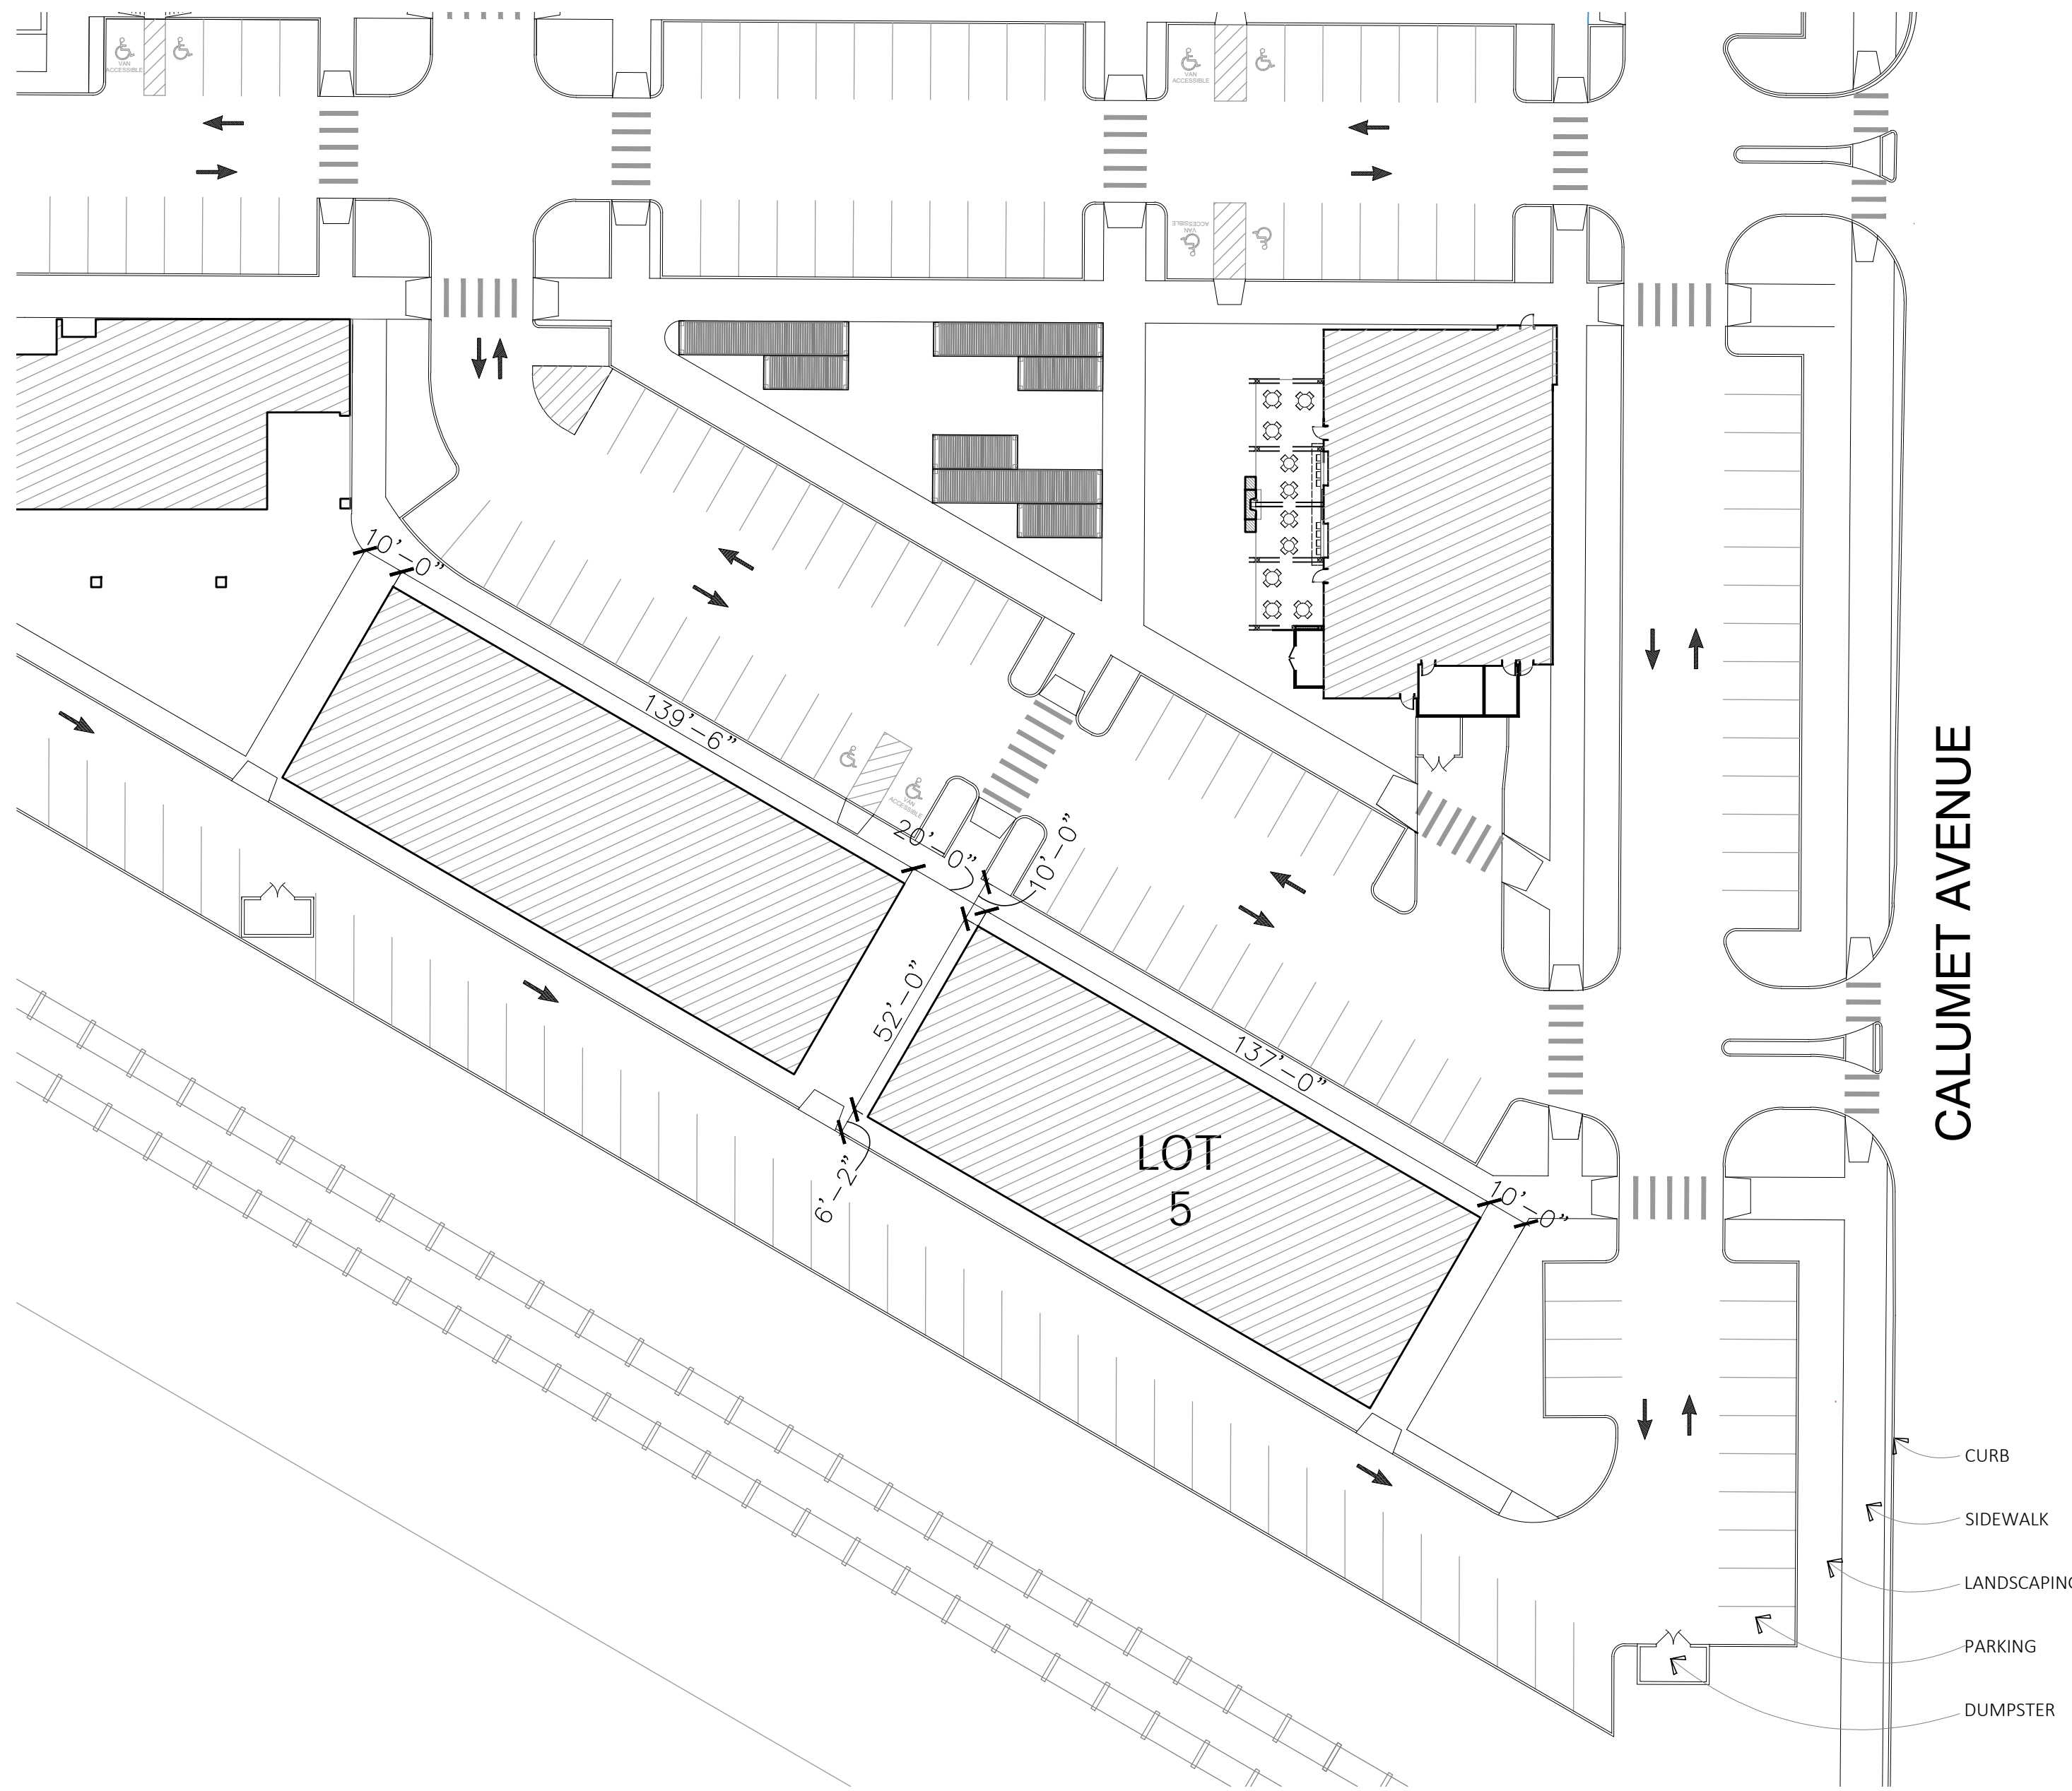 VAN
ACCESSIBLE
VAN
ACCESSIBLE
VAN
ACCESSIBLE
10'-0"
139'-6"
VAN
ACCESSIBLE
20'-0"
10'-0"
52'-0"
137'-0"
6'-2"
LOT
5
10'-0"
CALUMET AVENUE
CURB
SIDEWALK
LANDSCAPING
PARKING
DUMPSTER